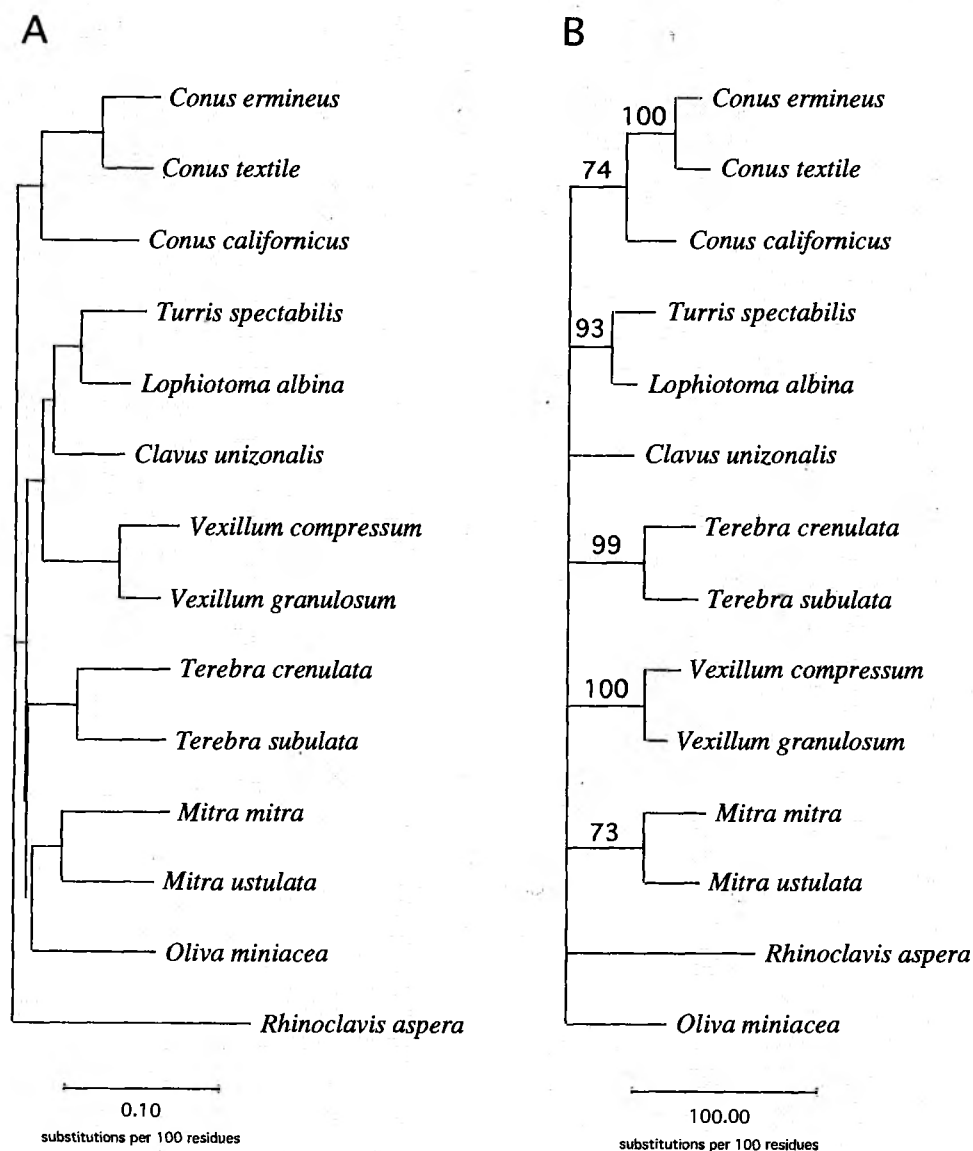 A
Conus ermineus
Conus textile
Conus californicus
Turris spectabilis
Lophiotoma albina
Clavus unizonalis
Vexillum compressum
Vexillum granulosum
Terebra crenulata
Terebra subulata
Mitra mitra
Mitra ustulata
Oliva miniacea
Rhinoclavis aspera
0.10
substitutions per 100 residues
B
Conus ermineus
100
Conus textile
74
Conus californicus
Turris spectabilis
93
Lophiotoma albina
Clavus unizonalis
Terebra crenulata
99
Terebra subulata
Vexillum compressum
100
Vexillum granulosum
Mitra mitra
73
Mitra ustulata
Rhinoclavis aspera
Oliva miniacea
100.00
substitutions per 100 residues